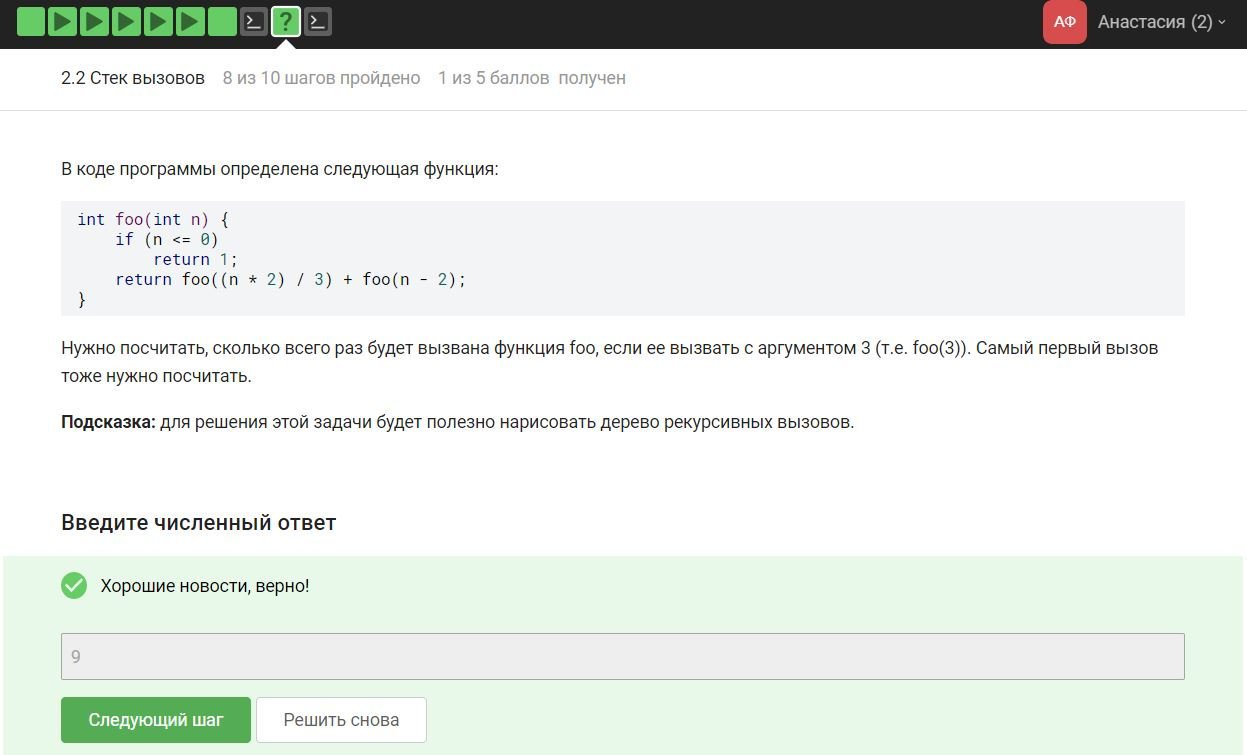 ?
АФ Анастасия (2)
2.2 Стек вызовов 8 из 10 шагов пройдено 1 из 5 баллов получен
В коде программы определена следующая функция:
int foo(int n) {
    if (n <= 0)
        return 1;
    return foo((n * 2) / 3) + foo(n - 2);
}
Нужно посчитать, сколько всего раз будет вызвана функция foo, если ее вызвать с аргументом 3 (т.е. foo(3)). Самый первый вызов
тоже нужно посчитать.
Подсказка: для решения этой задачи будет полезно нарисовать дерево рекурсивных вызовов.
Введите численный ответ
Хорошие новости, верно!
9
Следующий шаг Решить снова